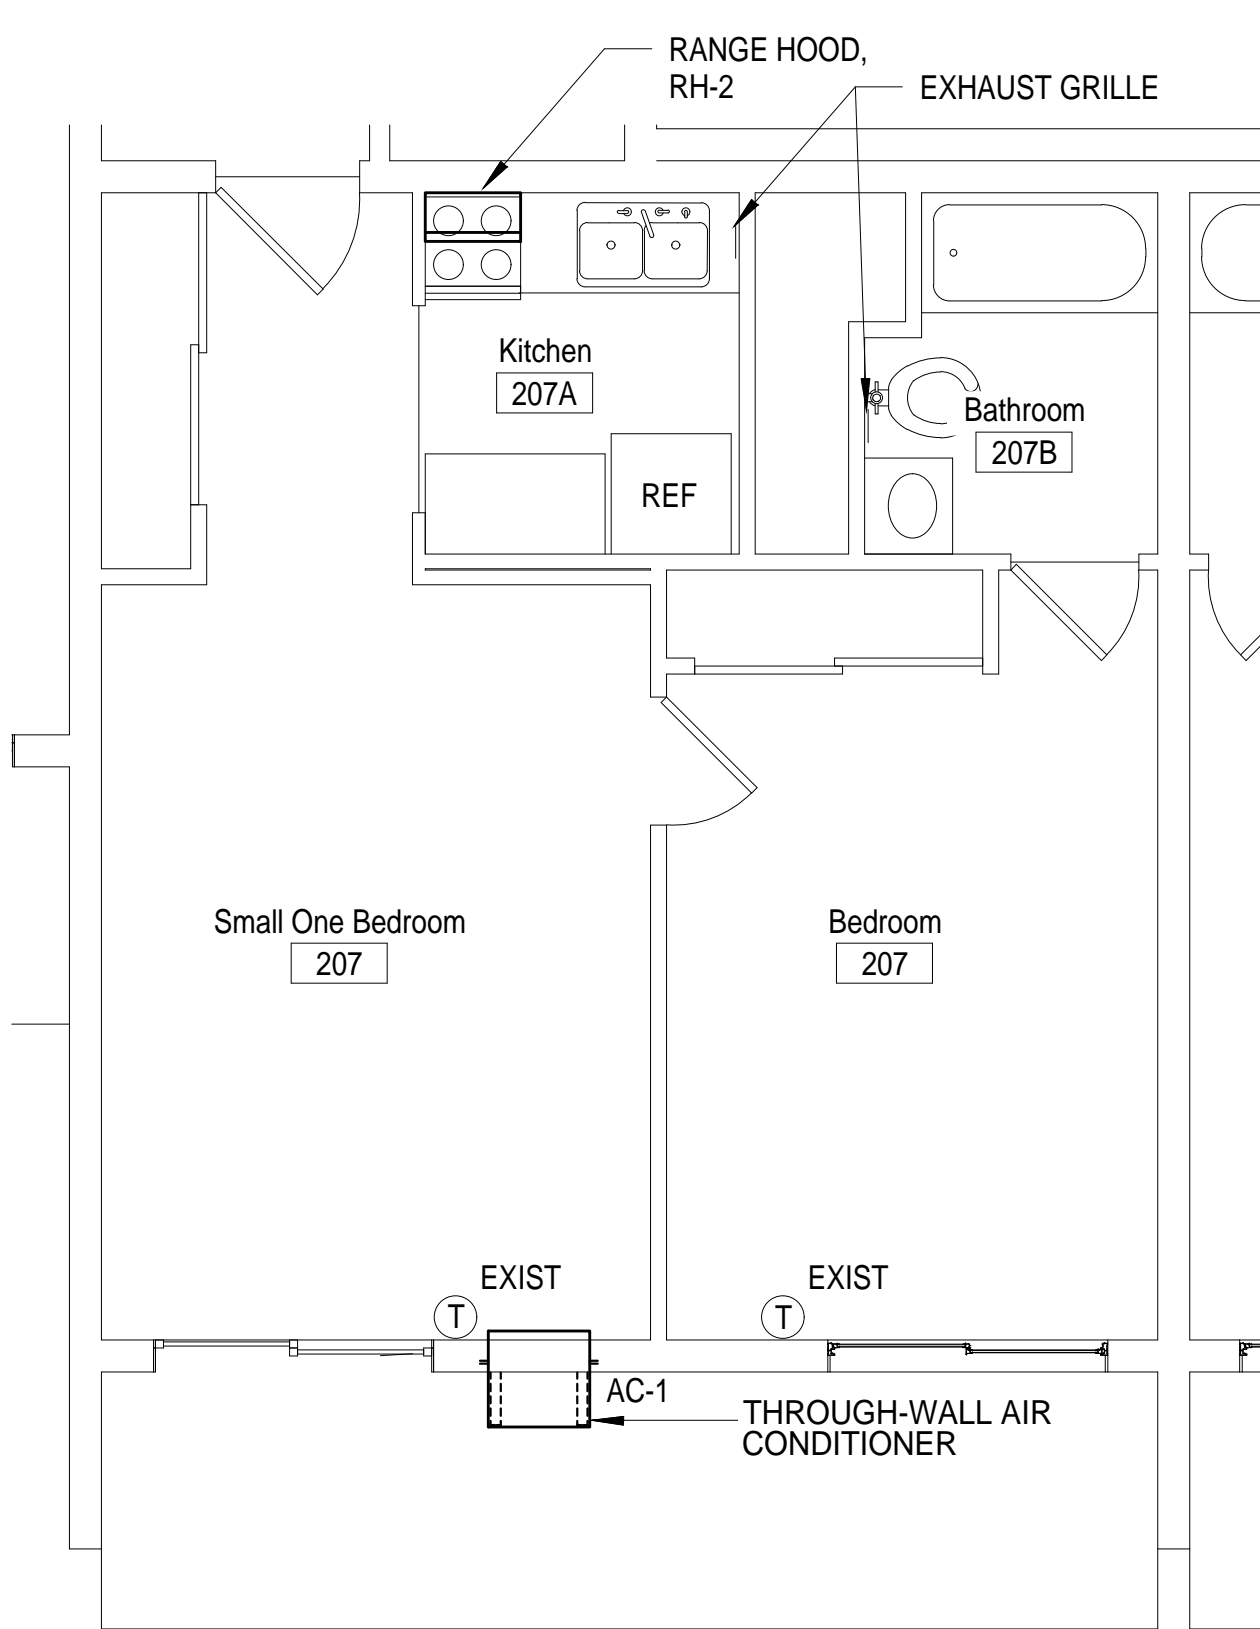 RANGE HOOD,
RH-2
EXHAUST GRILLE
Kitchen
207A
Bathroom
207B
REF
Small One Bedroom
207
Bedroom
207
EXIST
T
EXIST
T
AC-1
THROUGH-WALL AIR
CONDITIONER